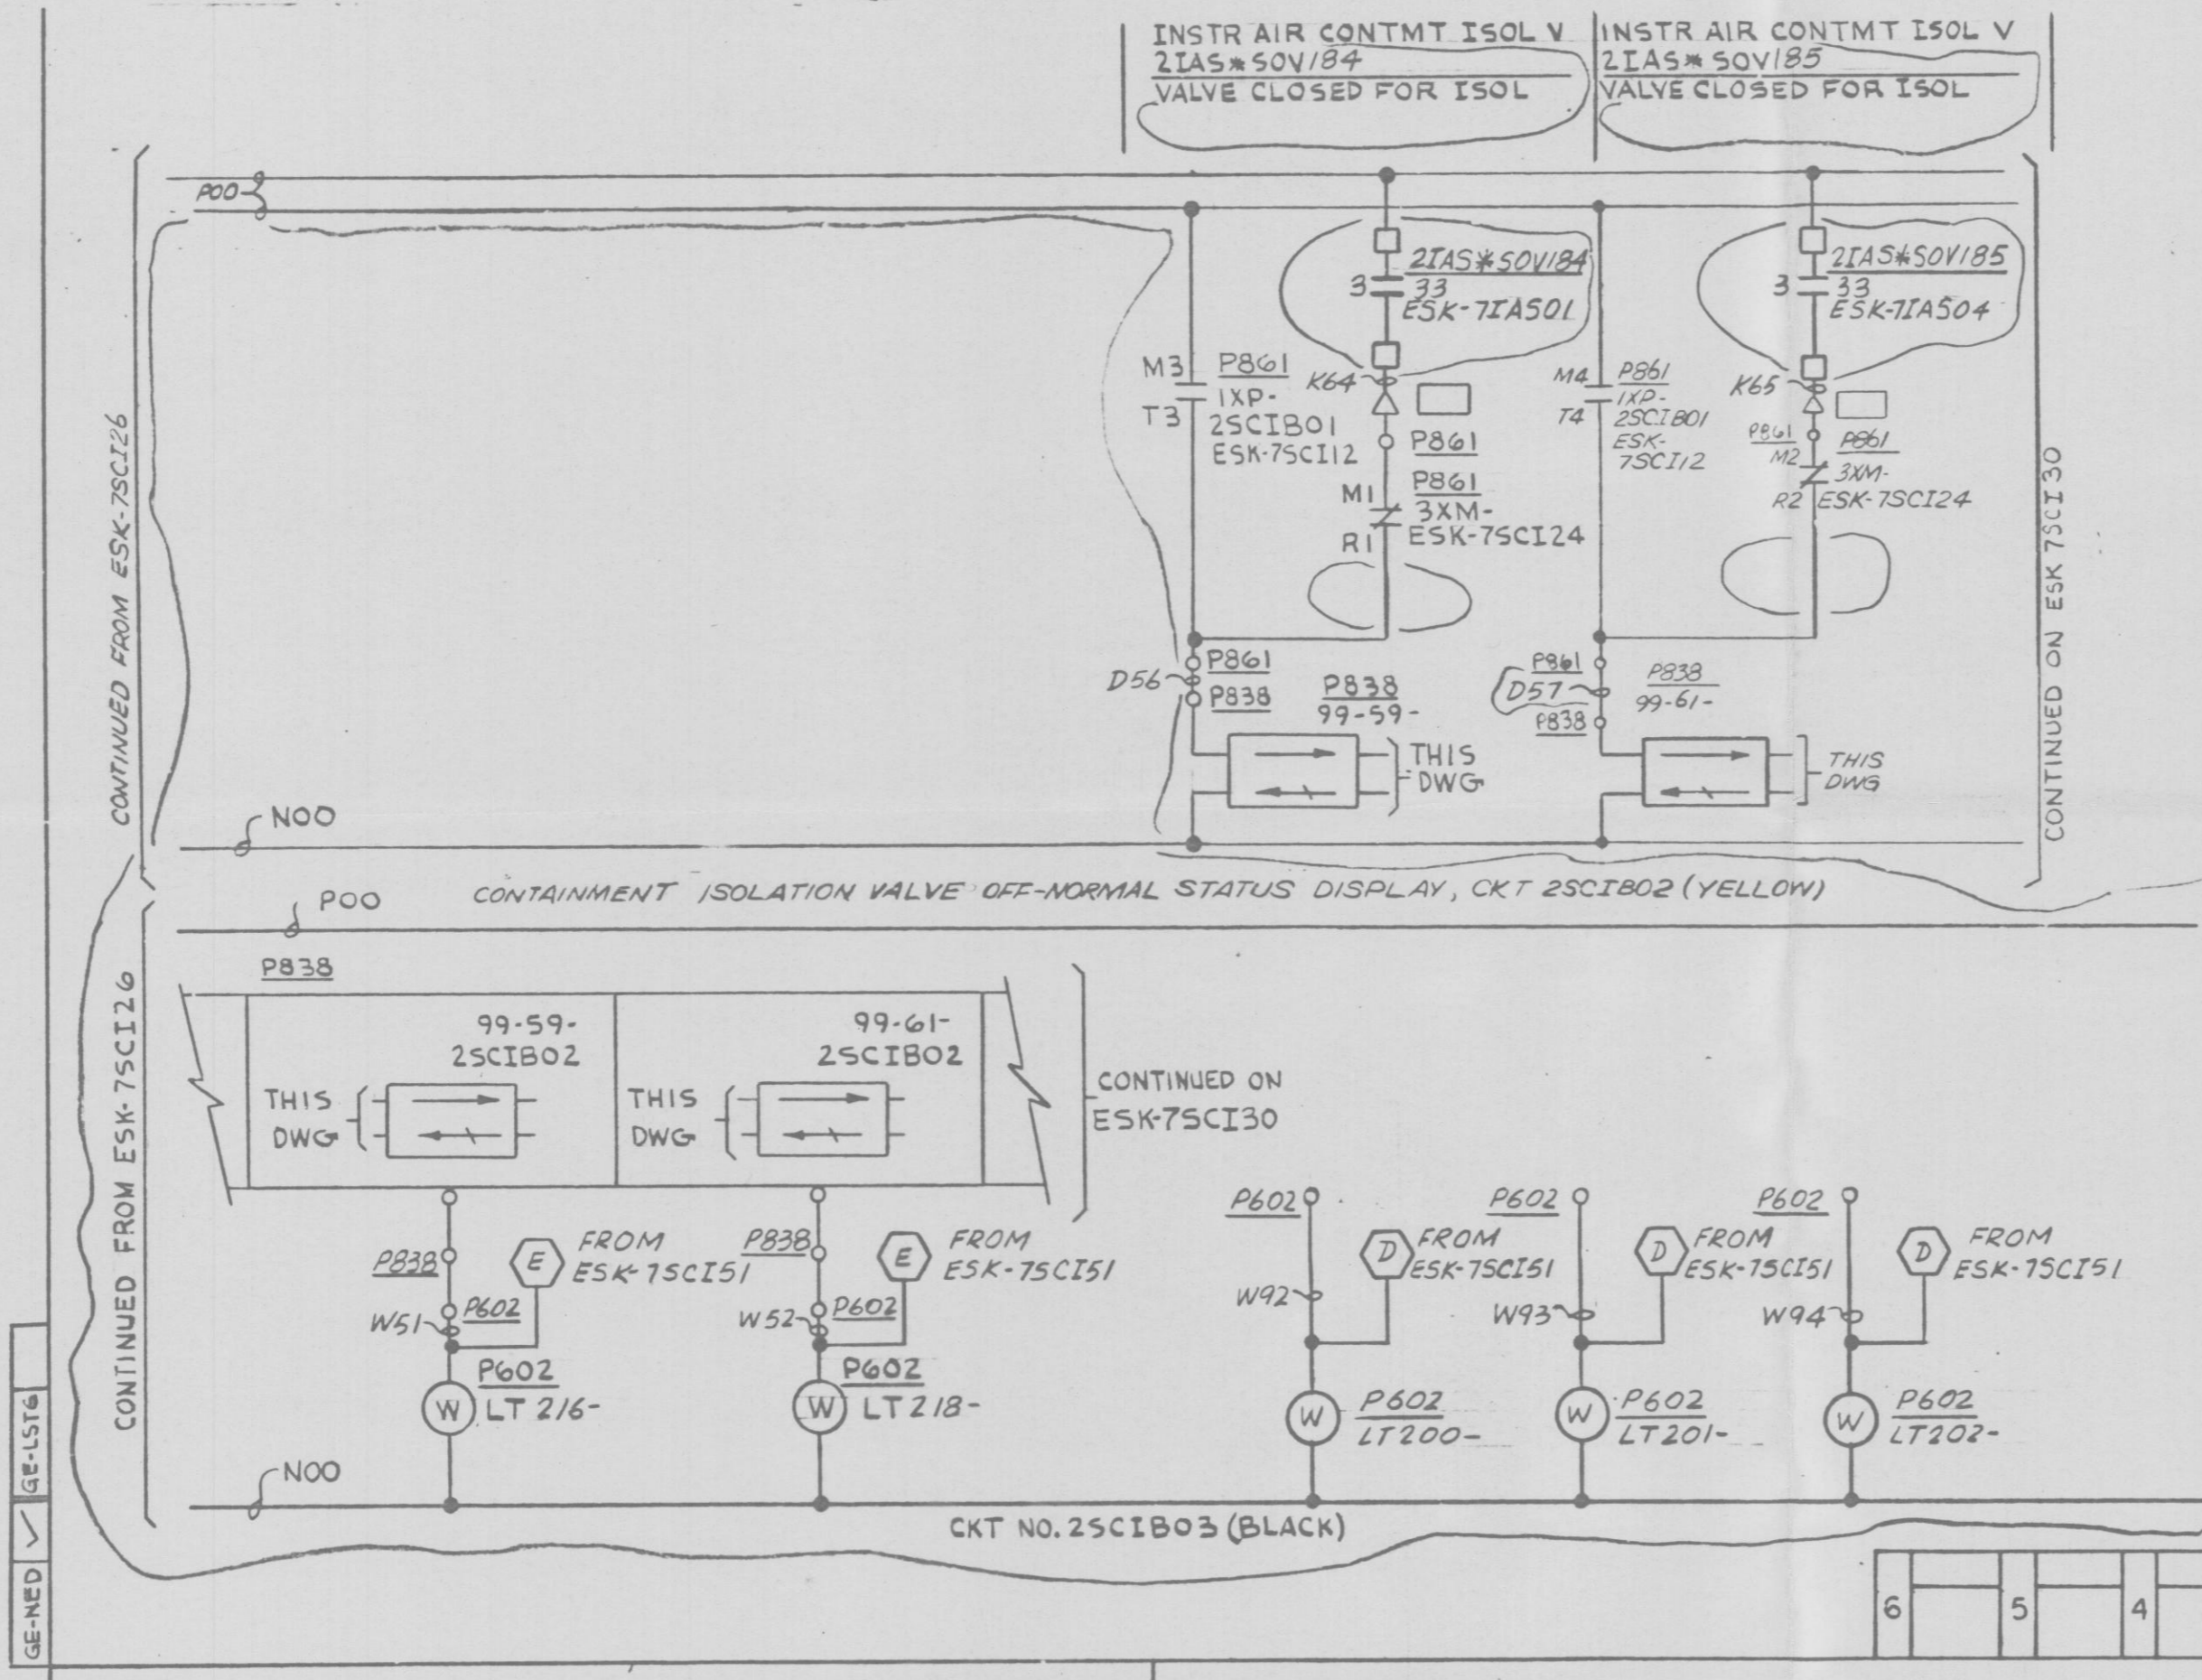 INSTR AIR CONTMT ISOL V
2IAS*SOV184
VALVE CLOSED FOR ISOL
INSTR AIR CONTMT ISOL V
2IAS*SOV185
VALVE CLOSED FOR ISOL
CONTINUED FROM ESK-7SCI26
P00
2IAS*SOV184
3 33
ESK-7IAS01
2IAS*SOV185
3 33
ESK-7IAS04
M3 P861
1XP-
T3 2SCIB01
ESK-7SCI12
K64
P861
M1 P861
3XM-
R1 ESK-7SCI24
M4 P861
1XP-
T4 2SCIB01
ESK-
7SCI12
K65
P861 P861
M2 3XM-
R2 ESK-7SCI24
D56 P861
P838
P838
99-59-
THIS
DWG
P861
D57
P838
P838
99-61-
THIS
DWG
CONTINUED ON ESK 7SCI30
N00
CONTAINMENT ISOLATION VALVE OFF-NORMAL STATUS DISPLAY, CKT 2SCIB02 (YELLOW)
CONTINUED FROM ESK-7SCI26
P00
P838
99-59-
2SCIB02
THIS
DWG
99-61-
2SCIB02
THIS
DWG
CONTINUED ON
ESK-7SCI30
P838
E FROM
ESK-7SCI51
W51 P602
P602
W LT 216-
P838
E FROM
ESK-7SCI51
W52 P602
P602
W LT 218-
P602
D FROM
ESK-7SCI51
W92
W P602
LT200-
P602
D FROM
ESK-7SCI51
W93
W P602
LT201-
P602
D FROM
ESK-7SCI51
W94
W P602
LT202-
N00
CKT NO. 2SCIB03 (BLACK)
GE-NED ✓ GE-LSTG
6 5 4